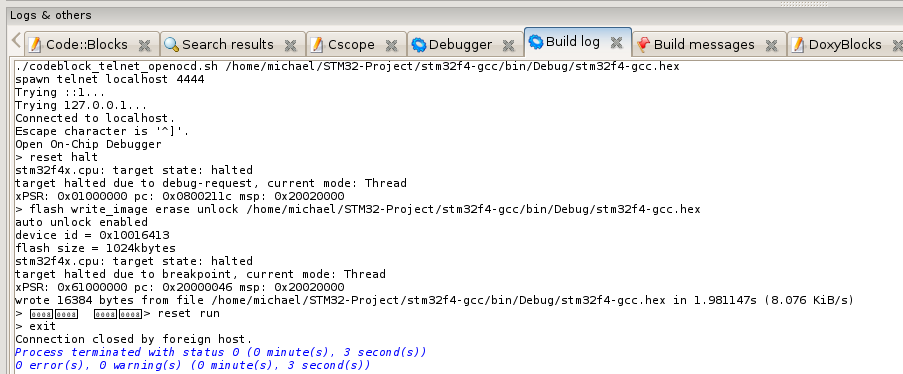 Logs & others
Code::Blocks
Search results
Cscope
Debugger
Build log
Build messages
DoxyBlocks
./codeblock_telnet_openocd.sh /home/michael/STM32-Project/stm32f4-gcc/bin/Debug/stm32f4-gcc.hex
spawn telnet localhost 4444
Trying ::1...
Trying 127.0.0.1...
Connected to localhost.
Escape character is '^]'.
Open On-Chip Debugger
> reset halt
stm32f4x.cpu: target state: halted
target halted due to debug-request, current mode: Thread
xPSR: 0x01000000 pc: 0x0800211c msp: 0x20020000
> flash write_image erase unlock /home/michael/STM32-Project/stm32f4-gcc/bin/Debug/stm32f4-gcc.hex
auto unlock enabled
device id = 0x10016413
flash size = 1024kbytes
stm32f4x.cpu: target state: halted
target halted due to breakpoint, current mode: Thread
xPSR: 0x61000000 pc: 0x20000046 msp: 0x20020000
wrote 16384 bytes from file /home/michael/STM32-Project/stm32f4-gcc/bin/Debug/stm32f4-gcc.hex in 1.981147s (8.076 KiB/s)
> 0008 0008 0008 0008> reset run
> exit
Connection closed by foreign host.
Process terminated with status 0 (0 minute(s), 3 second(s))
0 error(s), 0 warning(s) (0 minute(s), 3 second(s))